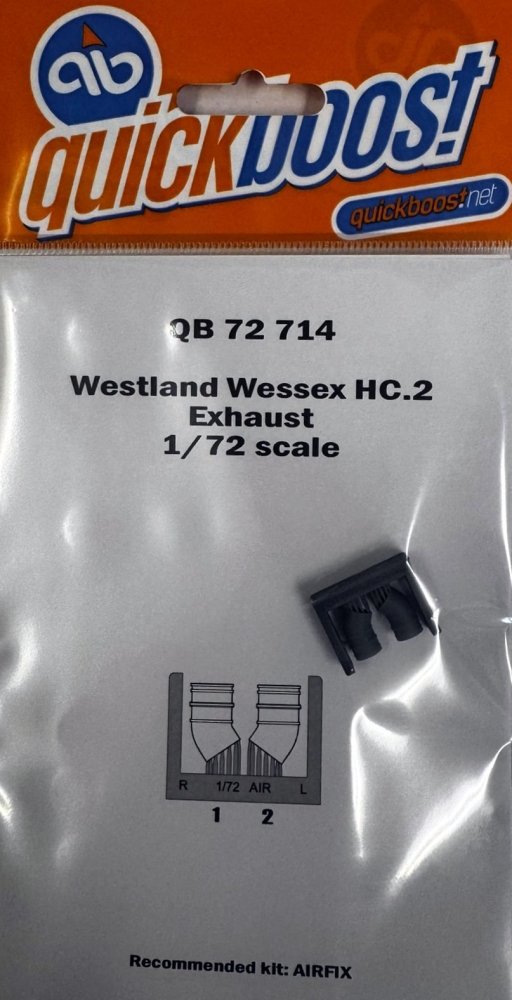 qb
quickboost
quickboost.net
QB 72 714
Westland Wessex HC.2
Exhaust
1/72 scale
R 1/72 AIR L
1 2
Recommended kit: AIRFIX